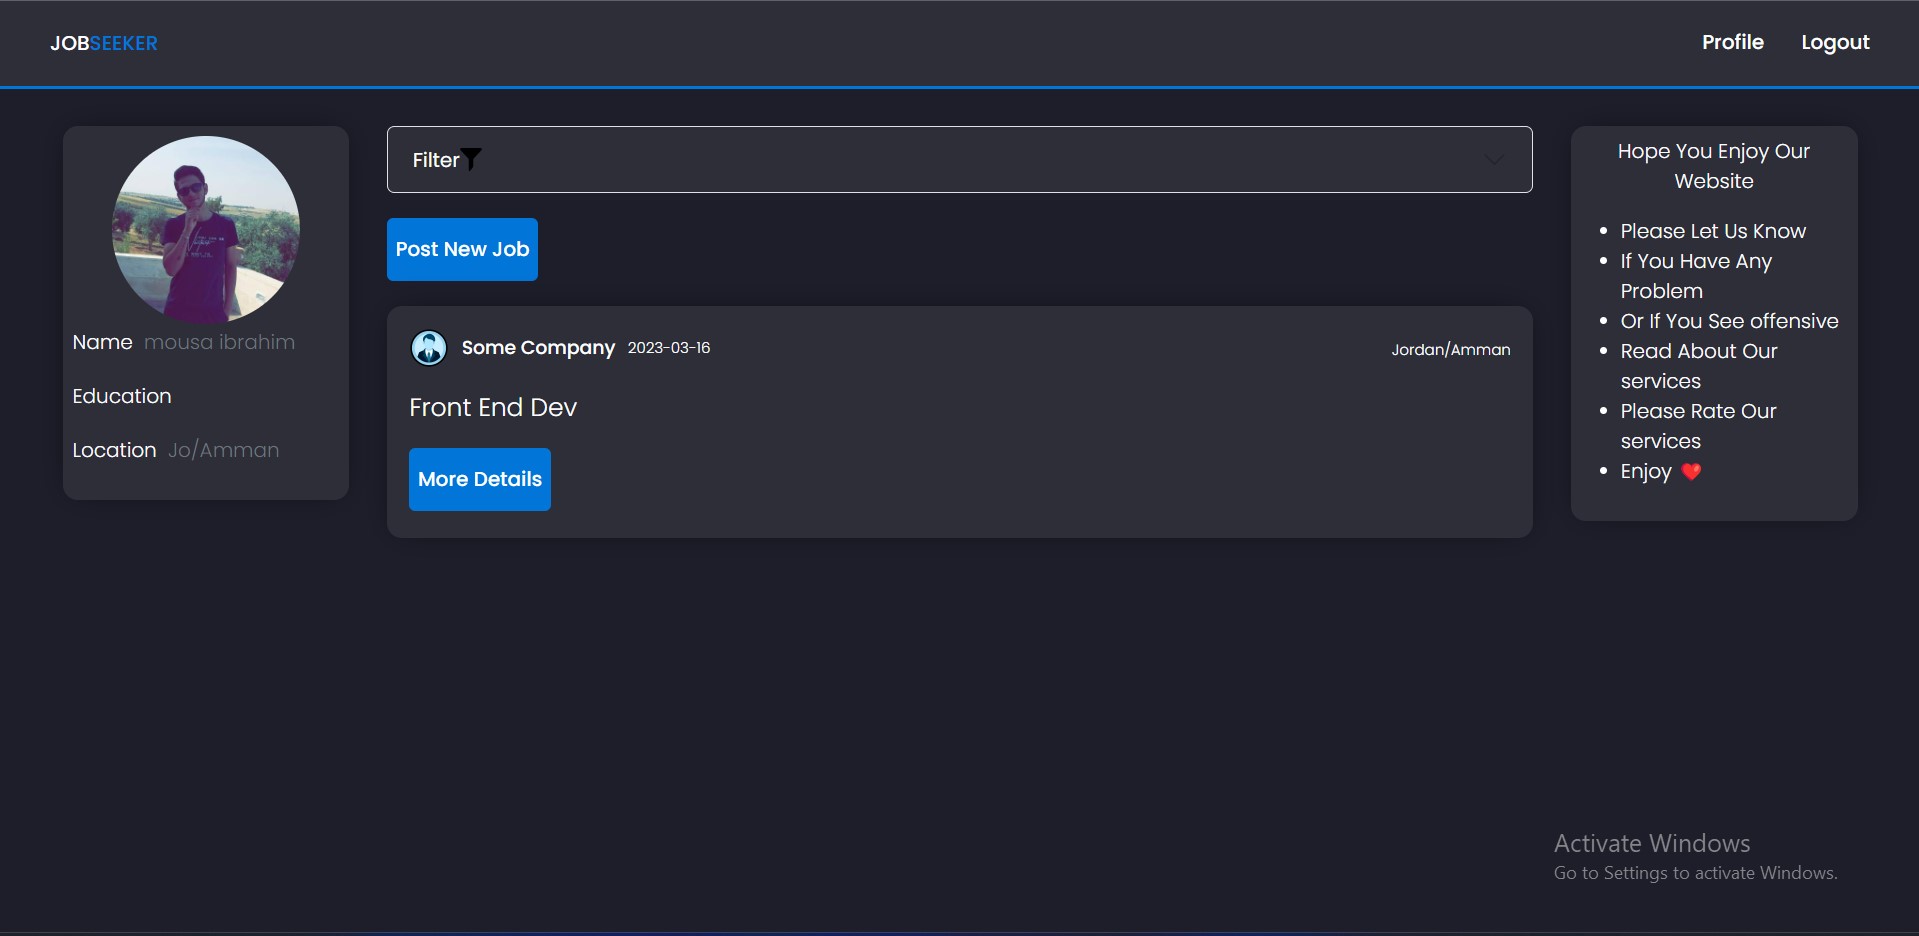 JOBSEEKER
Profile
Logout
Name mousa ibrahim
Education
Location Jo/Amman
Filter
Post New Job
Some Company 2023-03-16
Jordan/Amman
Front End Dev
More Details
Hope You Enjoy Our
Website
Please Let Us Know
If You Have Any
Problem
Or If You See offensive
Read About Our
services
Please Rate Our
services
Enjoy ❤️
Activate Windows
Go to Settings to activate Windows.